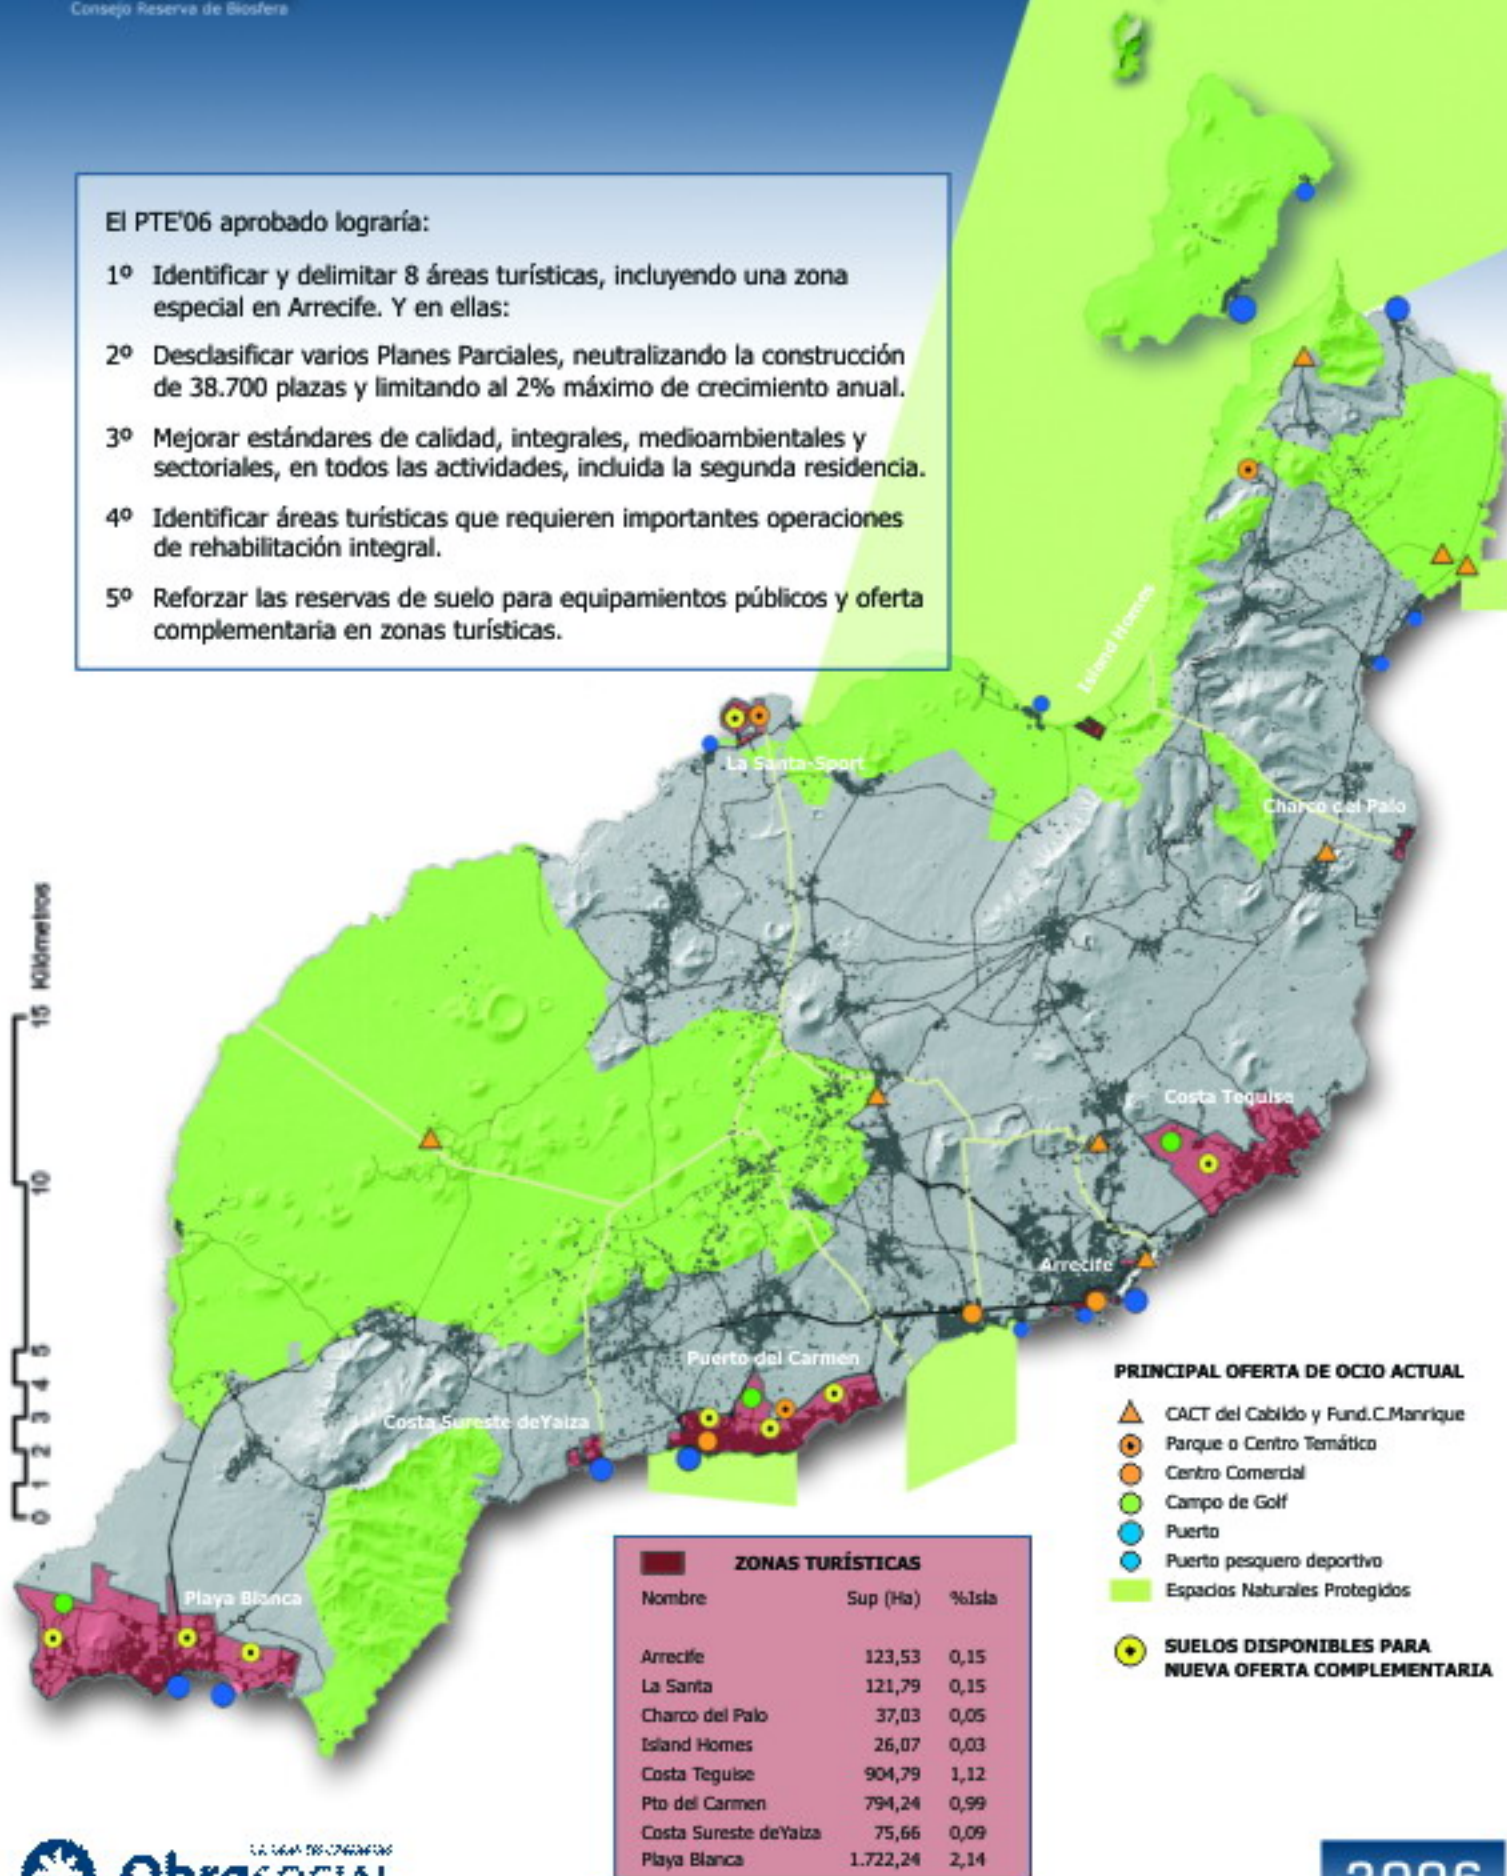 Consejo Reserva de Biosfera
El PTE'06 aprobado lograría:
1º Identificar y delimitar 8 áreas turísticas, incluyendo una zona
especial en Arrecife. Y en ellas:
2º Desclasificar varios Planes Parciales, neutralizando la construcción
de 38.700 plazas y limitando al 2% máximo de crecimiento anual.
3º Mejorar estándares de calidad, integrales, medioambientales y
sectoriales, en todos las actividades, incluida la segunda residencia.
4º Identificar áreas turísticas que requieren importantes operaciones
de rehabilitación integral.
5º Reforzar las reservas de suelo para equipamientos públicos y oferta
complementaria en zonas turísticas.
Island Homes
La Santa-Sport
Charco del Palo
Kilómetros
15
10
5
4
3
2
1
0
Costa Teguise
Arrecife
Puerto del Carmen
Costa Sureste deYaiza
Playa Blanca
PRINCIPAL OFERTA DE OCIO ACTUAL
CACT del Cabildo y Fund.C.Manrique
Parque o Centro Temático
Centro Comercial
Campo de Golf
Puerto
Puerto pesquero deportivo
Espacios Naturales Protegidos
SUELOS DISPONIBLES PARA
NUEVA OFERTA COMPLEMENTARIA
ZONAS TURÍSTICAS
Nombre Sup (Ha) %Isla
Arrecife 123,53 0,15
La Santa 121,79 0,15
Charco del Palo 37,03 0,05
Island Homes 26,07 0,03
Costa Teguise 904,79 1,12
Pto del Carmen 794,24 0,99
Costa Sureste deYaiza 75,66 0,09
Playa Blanca 1.722,24 2,14
Obra SOCIAL
2006